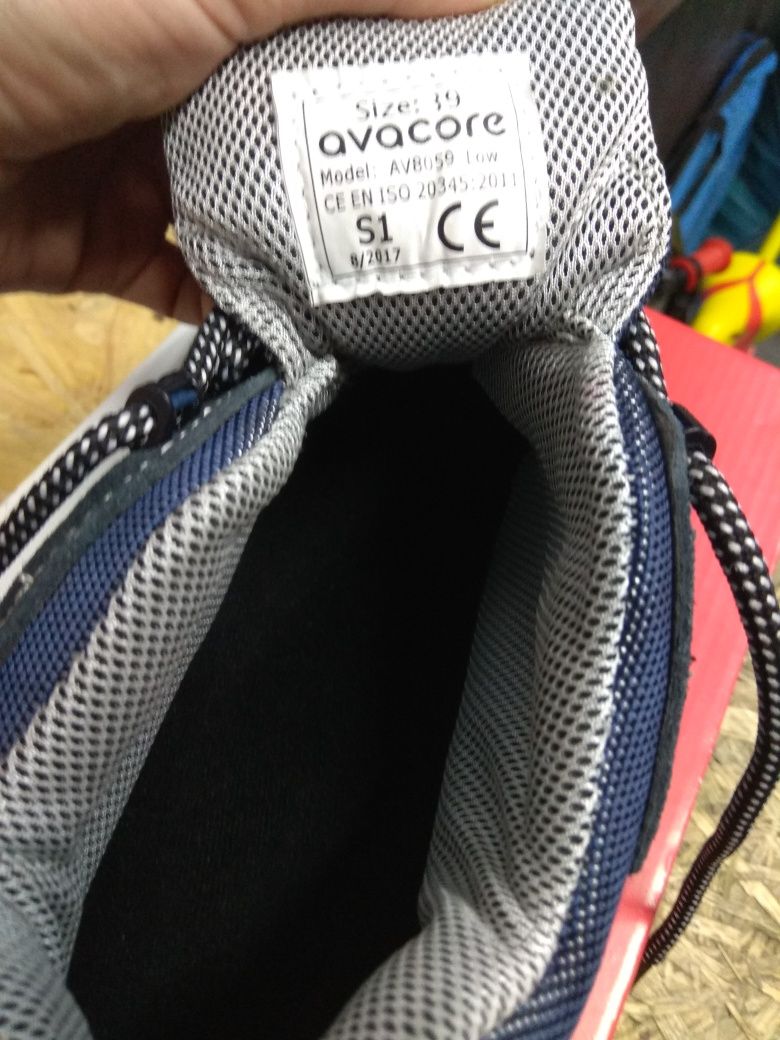 Size: 39
avacore
Model: AV8059 Low
CE EN ISO 20345:2011
S1 CE
8/2017